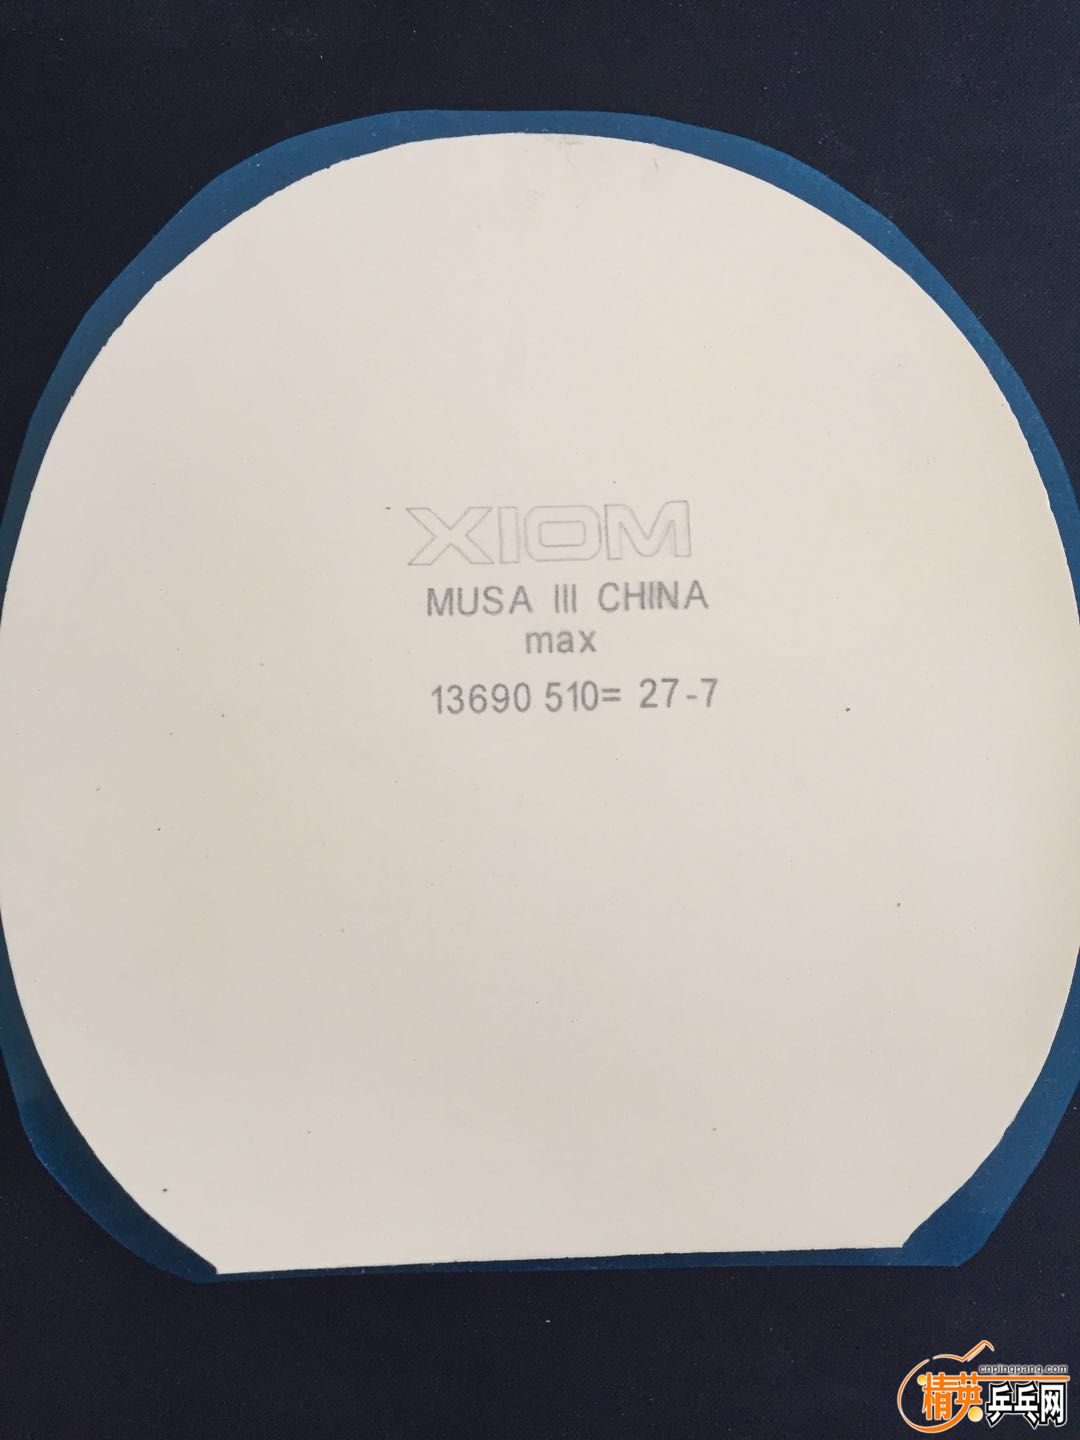 XIOM
MUSA III CHINA
max
13690 510= 27-7
cnpingpang.com
精英乒乓网